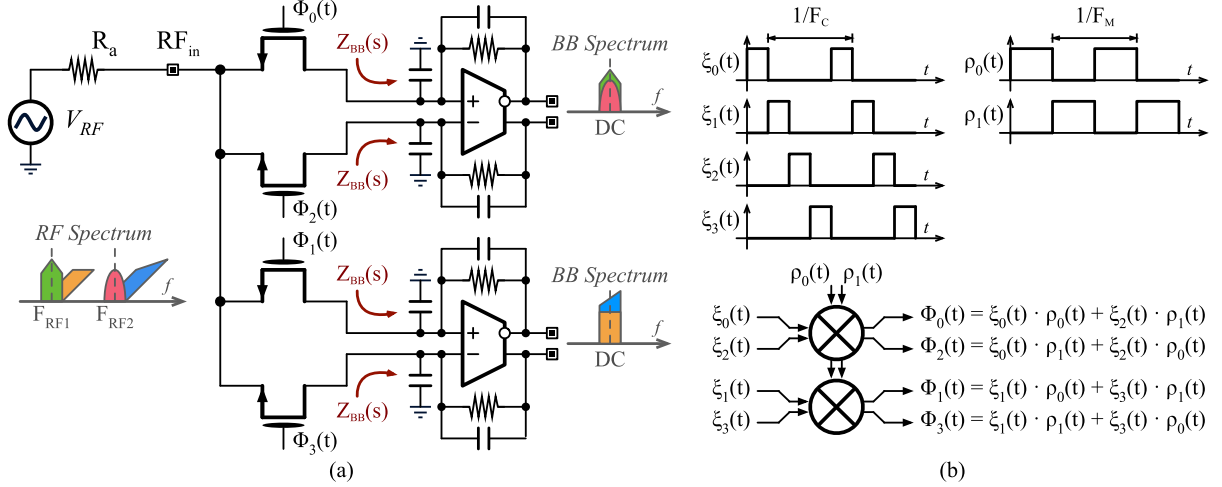 Φ0(t)
1/FC
1/FM
Ra
RFin
ZBB(s)
BB Spectrum
ξ0(t)
t
ρ0(t)
t
+
f
VRF
−
DC
ξ1(t)
t
ρ1(t)
t
ZBB(s)
ξ2(t)
t
Φ2(t)
RF Spectrum
Φ1(t)
ξ3(t)
t
ZBB(s)
BB Spectrum
f
FRF1
FRF2
ρ0(t) ρ1(t)
+
f
−
DC
ξ0(t)
Φ0(t) = ξ0(t) · ρ0(t) + ξ2(t) · ρ1(t)
ξ2(t)
Φ2(t) = ξ0(t) · ρ1(t) + ξ2(t) · ρ0(t)
ZBB(s)
ξ1(t)
Φ1(t) = ξ1(t) · ρ0(t) + ξ3(t) · ρ1(t)
ξ3(t)
Φ3(t) = ξ1(t) · ρ1(t) + ξ3(t) · ρ0(t)
Φ3(t)
(a)
(b)